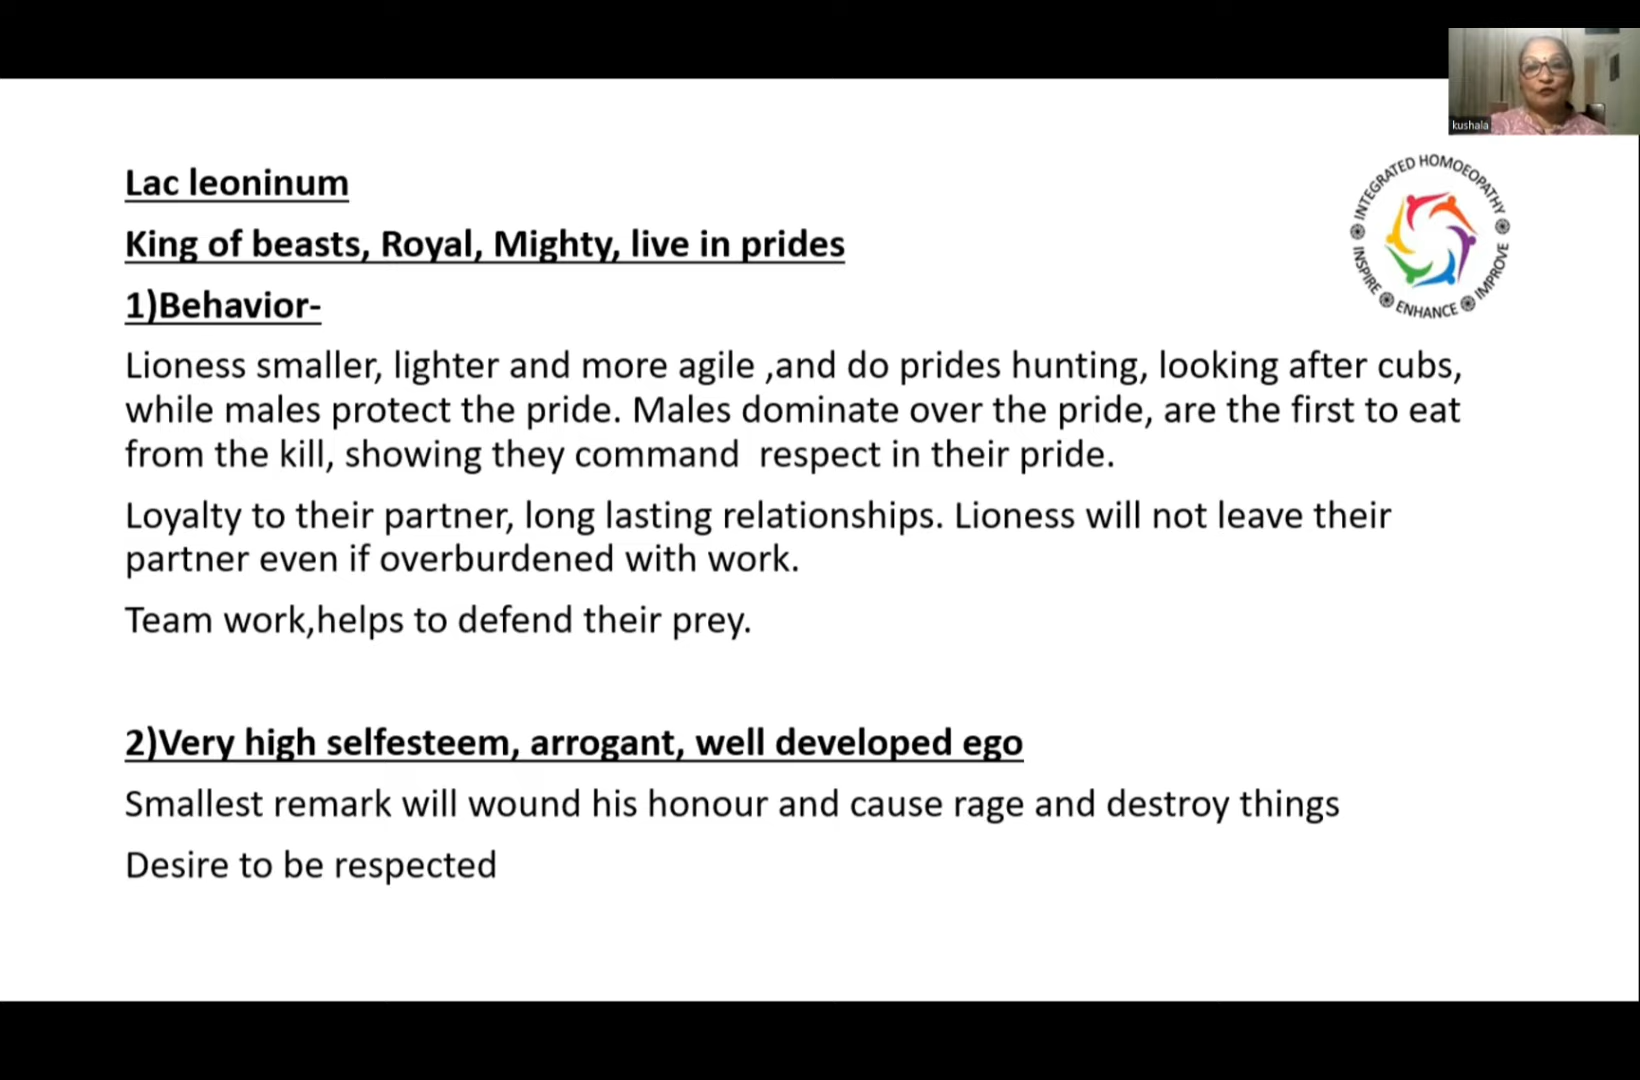 kushala
INTEGRATED HOMOEOPATHY
INSPIRE ENHANCE IMPROVE
Lac leoninum
King of beasts, Royal, Mighty, live in prides
1)Behavior-
Lioness smaller, lighter and more agile ,and do prides hunting, looking after cubs,
while males protect the pride. Males dominate over the pride, are the first to eat
from the kill, showing they command  respect in their pride.
Loyalty to their partner, long lasting relationships. Lioness will not leave their
partner even if overburdened with work.
Team work,helps to defend their prey.
2)Very high selfesteem, arrogant, well developed ego
Smallest remark will wound his honour and cause rage and destroy things
Desire to be respected